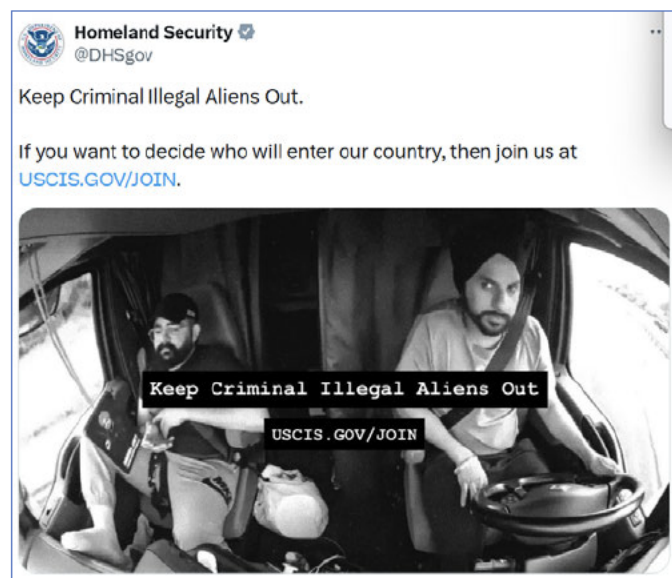 Homeland Security
@DHSgov
Keep Criminal Illegal Aliens Out.
If you want to decide who will enter our country, then join us at
USCIS.GOV/JOIN.
Keep Criminal Illegal Aliens Out
USCIS.GOV/JOIN